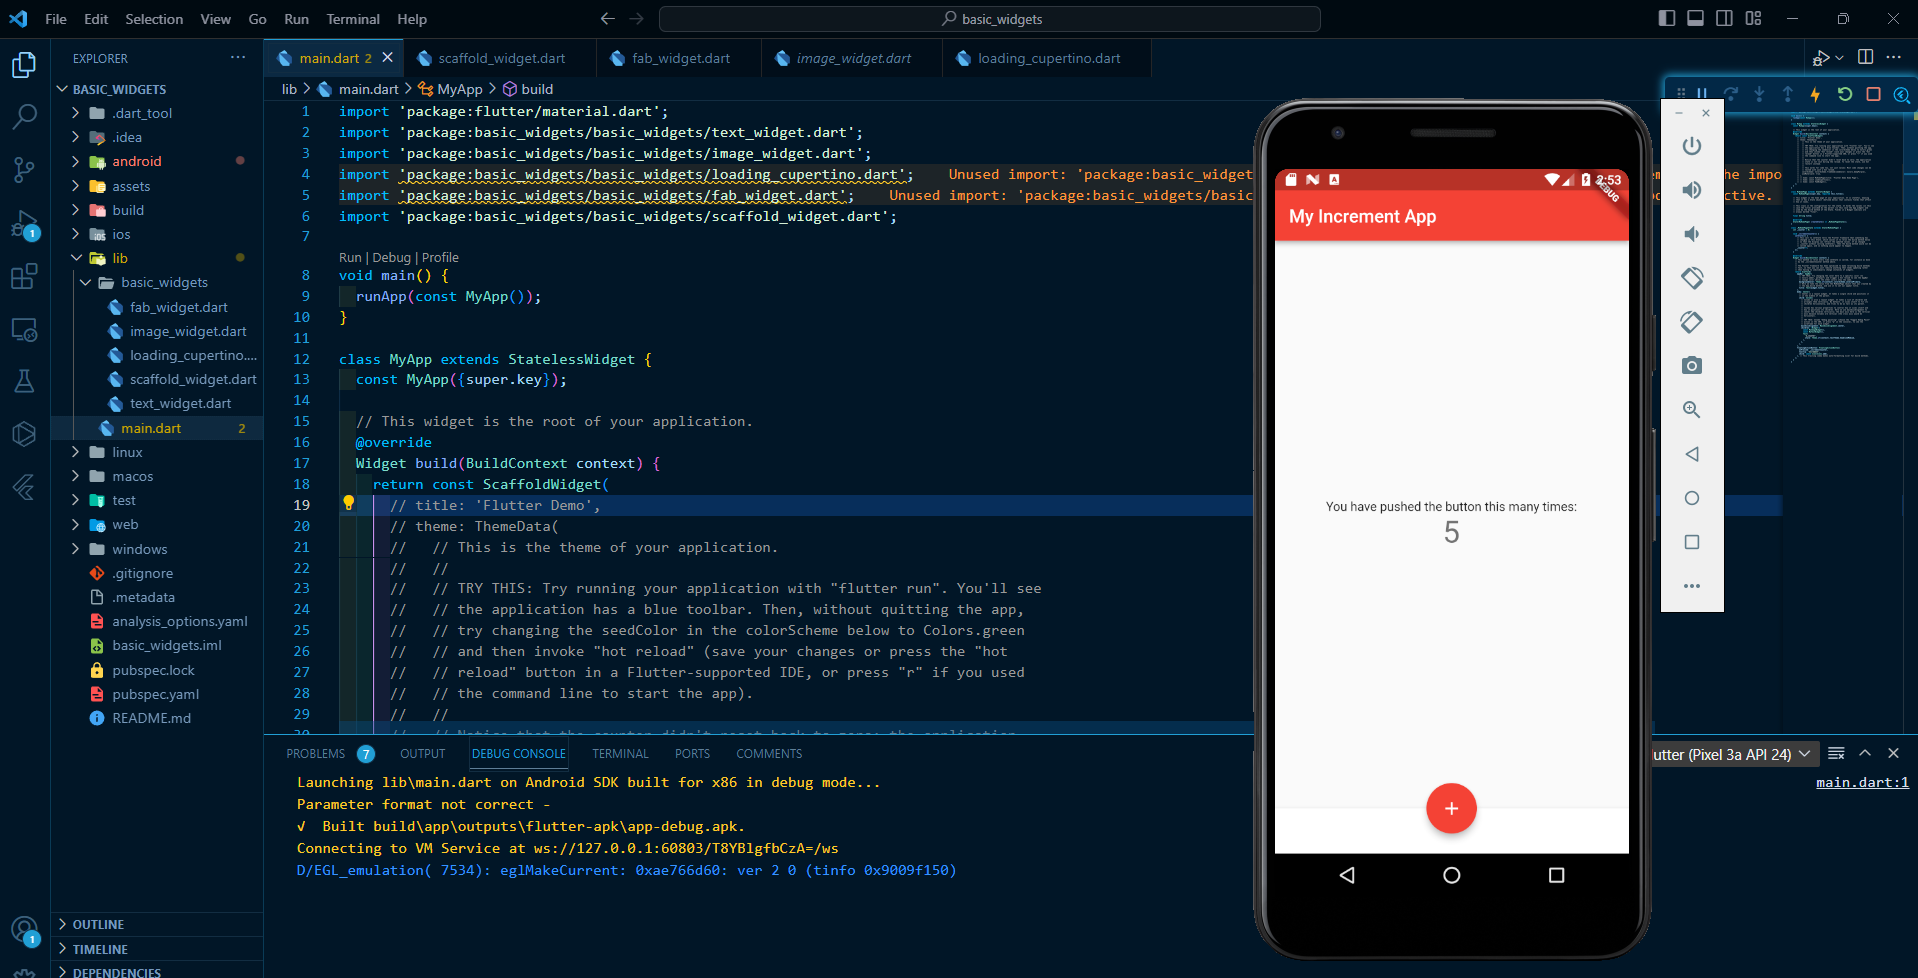 File Edit Selection View Go Run Terminal Help
basic_widgets
EXPLORER
BASIC_WIDGETS
.dart_tool
.idea
android
assets
build
ios
lib
basic_widgets
fab_widget.dart
image_widget.dart
loading_cupertino....
scaffold_widget.dart
text_widget.dart
main.dart 2
linux
macos
test
web
windows
.gitignore
.metadata
analysis_options.yaml
basic_widgets.iml
pubspec.lock
pubspec.yaml
README.md
OUTLINE
TIMELINE
DEPENDENCIES
1
1
main.dart 2
scaffold_widget.dart
fab_widget.dart
image_widget.dart
loading_cupertino.dart
lib > main.dart > MyApp > build
1 import 'package:flutter/material.dart';
2 import 'package:basic_widgets/basic_widgets/text_widget.dart';
3 import 'package:basic_widgets/basic_widgets/image_widget.dart';
4 import 'package:basic_widgets/basic_widgets/loading_cupertino.dart'; Unused import: 'package:basic_widget
5 import 'package:basic_widgets/basic_widgets/fab_widget.dart'; Unused import: 'package:basic_widgets/basic
6 import 'package:basic_widgets/basic_widgets/scaffold_widget.dart';
7
Run | Debug | Profile
8 void main() {
9 runApp(const MyApp());
10 }
11
12 class MyApp extends StatelessWidget {
13 const MyApp({super.key});
14
15 // This widget is the root of your application.
16 @override
17 Widget build(BuildContext context) {
18 return const ScaffoldWidget(
19 // title: 'Flutter Demo',
20 // theme: ThemeData(
21 // // This is the theme of your application.
22 // //
23 // // TRY THIS: Try running your application with "flutter run". You'll see
24 // // the application has a blue toolbar. Then, without quitting the app,
25 // // try changing the seedColor in the colorScheme below to Colors.green
26 // // and then invoke "hot reload" (save your changes or press the "hot
27 // // reload" button in a Flutter-supported IDE, or press "r" if you used
28 // // the command line to start the app).
29 // //
30 // // Notice that the counter didn't reset back to zero; the application
PROBLEMS 7 OUTPUT DEBUG CONSOLE TERMINAL PORTS COMMENTS
utter (Pixel 3a API 24)
Launching lib\main.dart on Android SDK built for x86 in debug mode...
main.dart:1
Parameter format not correct -
√ Built build\app\outputs\flutter-apk\app-debug.apk.
Connecting to VM Service at ws://127.0.0.1:60803/T8YBlgfbCzA=/ws
D/EGL_emulation( 7534): eglMakeCurrent: 0xae766d60: ver 2 0 (tinfo 0x9009f150)
2:53
DEBUG
My Increment App
You have pushed the button this many times:
5
+